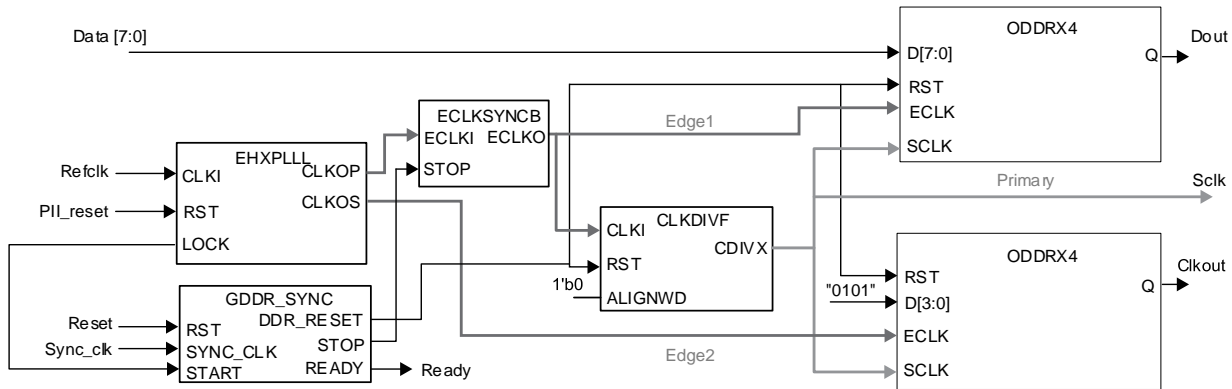 Data [7:0]
ODDRX4
D[7:0]
Q
Dout
RST
ECLK
SCLK
ECLKSYNCB
ECLKI
ECLKO
STOP
Edge1
EHXPLLL
Refclk
CLKI
CLKOP
Pll_reset
RST
CLKOS
LOCK
Primary
Sclk
CLKDIVF
CLKI
CDIVX
RST
1'b0
ALIGNWD
GDDR_SYNC
DDR_RESET
Reset
RST
STOP
Sync_clk
SYNC_CLK
START
READY
Ready
Edge2
ODDRX4
RST
Q
Clkout
"0101"
D[3:0]
ECLK
SCLK